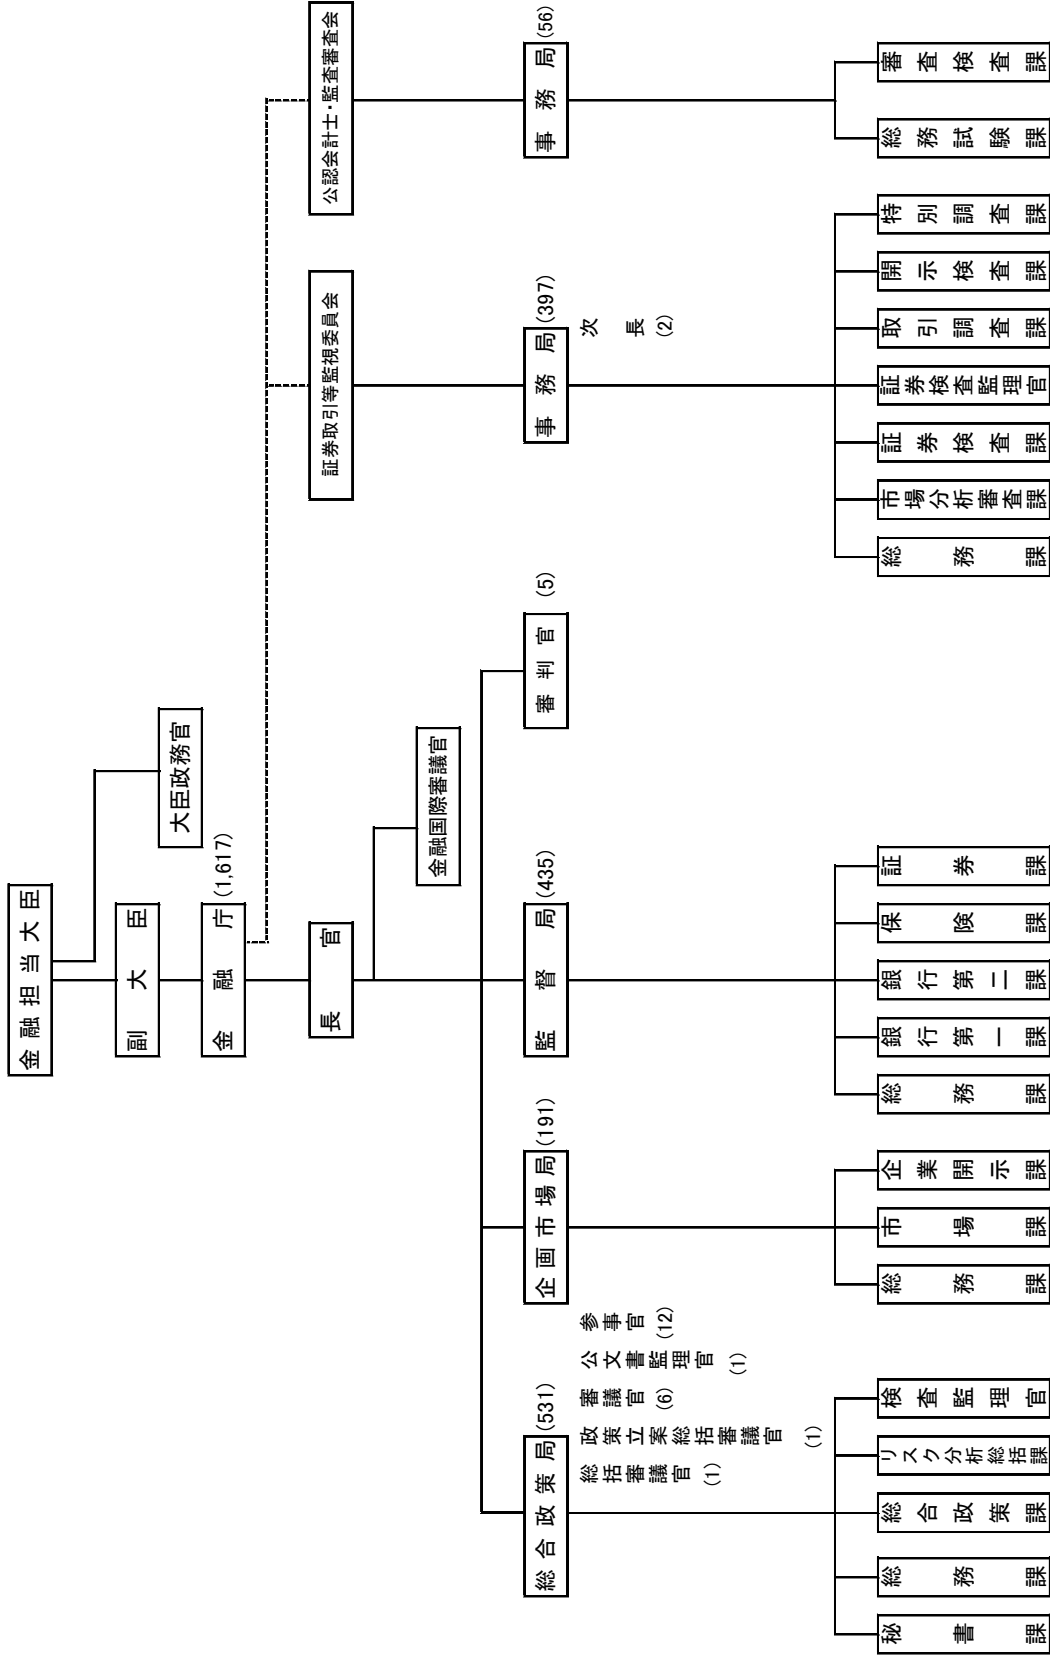 金融担当大臣
副大臣
大臣政務官
金融庁 (1,617)
長官
金融国際審議官
総合政策局 (531)
総括審議官 (1)
政策立案総括審議官 (1)
審議官 (6)
公文書監理官 (1)
参事官 (12)
企画市場局 (191)
監督局 (435)
審判官 (5)
証券取引等監視委員会
事務局 (397)
次長 (2)
公認会計士・監査審査会
事務局 (56)
秘書課
総務課
総合政策課
リスク分析総括課
検査監理官
総務課
市場課
企業開示課
総務課
銀行第一課
銀行第二課
保険課
証券課
総務課
市場分析審査課
証券検査課
証券検査監理官
取引調査課
開示検査課
特別調査課
総務試験課
審査検査課